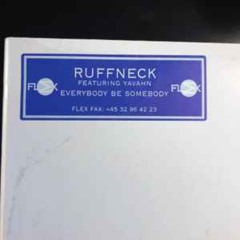 RUFFNECK
FEATURING YAVAHN
FLEX EVERYBODY BE SOMEBODY FLEX
FLEX FAX: +45 32 96 42 23